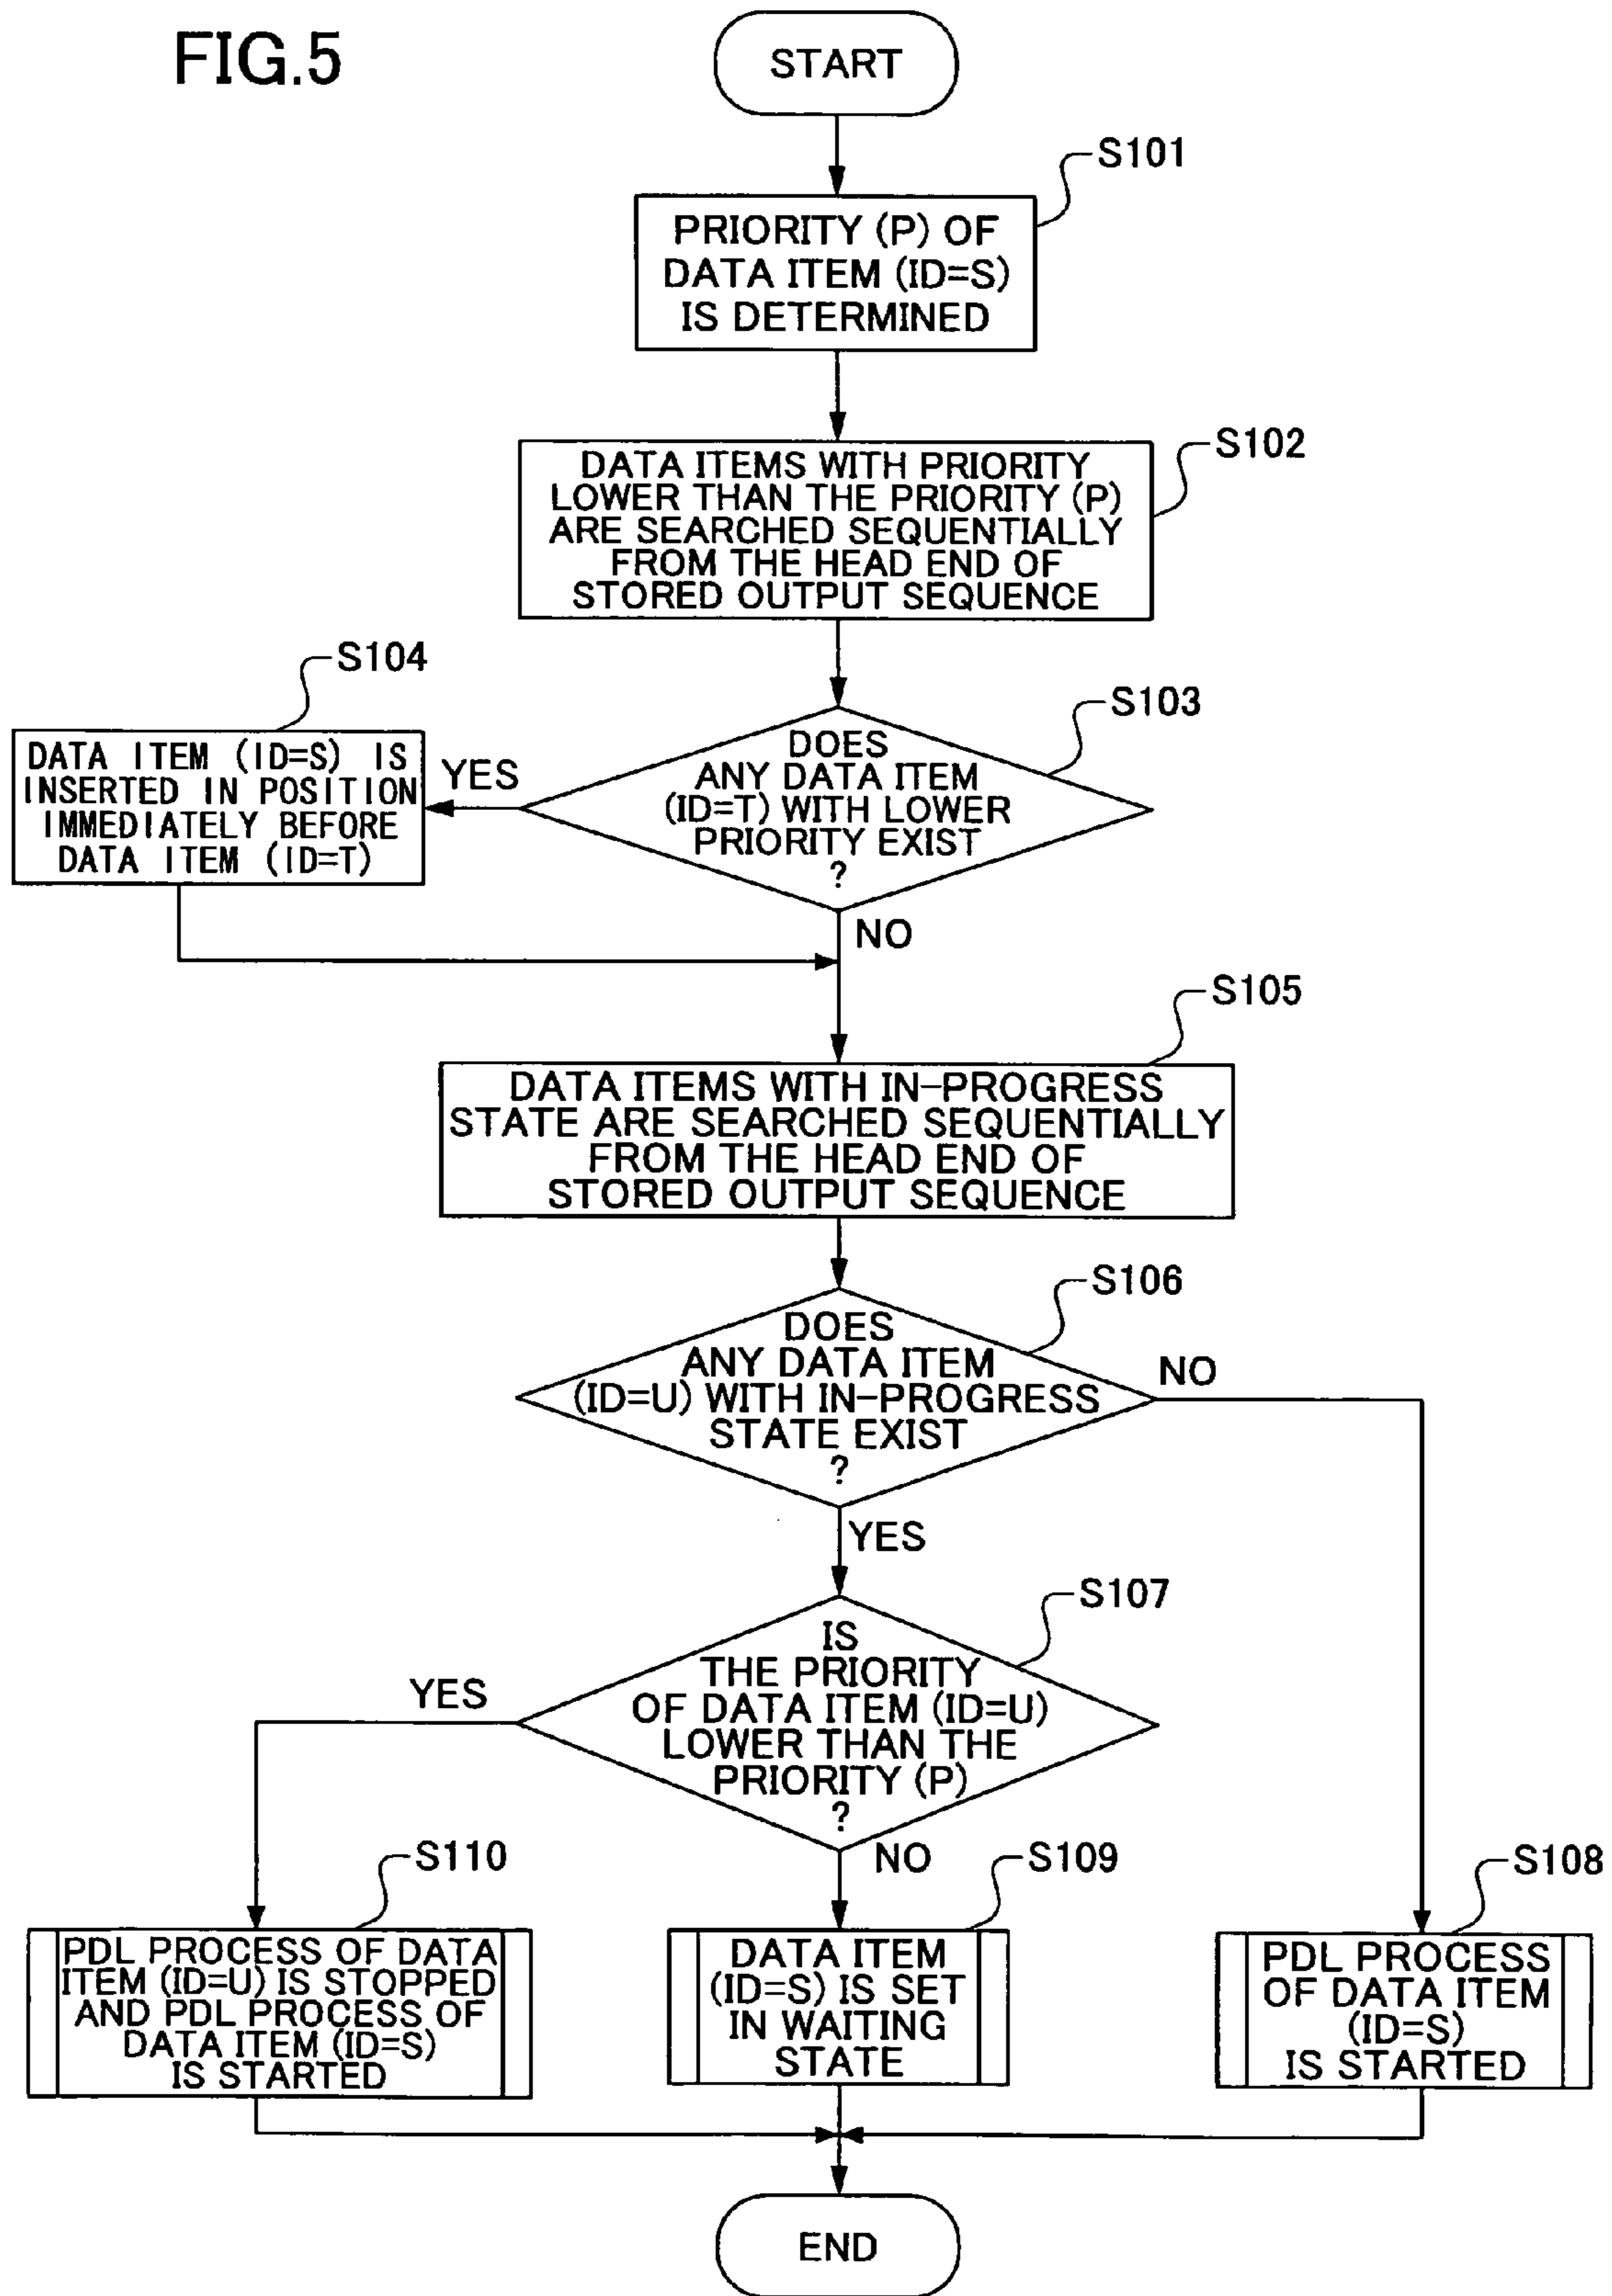 FIG.5
START
S101
PRIORITY (P) OF
DATA ITEM (ID=S)
IS DETERMINED
S102
DATA ITEMS WITH PRIORITY
LOWER THAN THE PRIORITY (P)
ARE SEARCHED SEQUENTIALLY
FROM THE HEAD END OF
STORED OUTPUT SEQUENCE
S103
DOES
ANY DATA ITEM
(ID=T) WITH LOWER
PRIORITY EXIST
?
YES
S104
DATA ITEM (ID=S) IS
INSERTED IN POSITION
IMMEDIATELY BEFORE
DATA ITEM (ID=T)
NO
S105
DATA ITEMS WITH IN-PROGRESS
STATE ARE SEARCHED SEQUENTIALLY
FROM THE HEAD END OF
STORED OUTPUT SEQUENCE
S106
DOES
ANY DATA ITEM
(ID=U) WITH IN-PROGRESS
STATE EXIST
?
NO
YES
S107
IS
THE PRIORITY
OF DATA ITEM (ID=U)
LOWER THAN THE
PRIORITY (P)
?
YES
NO
S110
PDL PROCESS OF DATA
ITEM (ID=U) IS STOPPED
AND PDL PROCESS OF
DATA ITEM (ID=S)
IS STARTED
S109
DATA ITEM
(ID=S) IS SET
IN WAITING
STATE
S108
PDL PROCESS
OF DATA ITEM
(ID=S)
IS STARTED
END